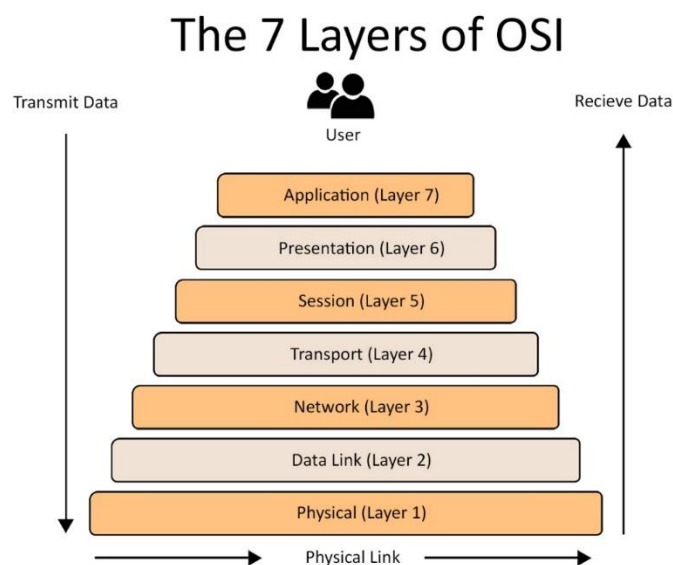 The 7 Layers of OSI
Transmit Data
Recieve Data
User
Application (Layer 7)
Presentation (Layer 6)
Session (Layer 5)
Transport (Layer 4)
Network (Layer 3)
Data Link (Layer 2)
Physical (Layer 1)
Physical Link